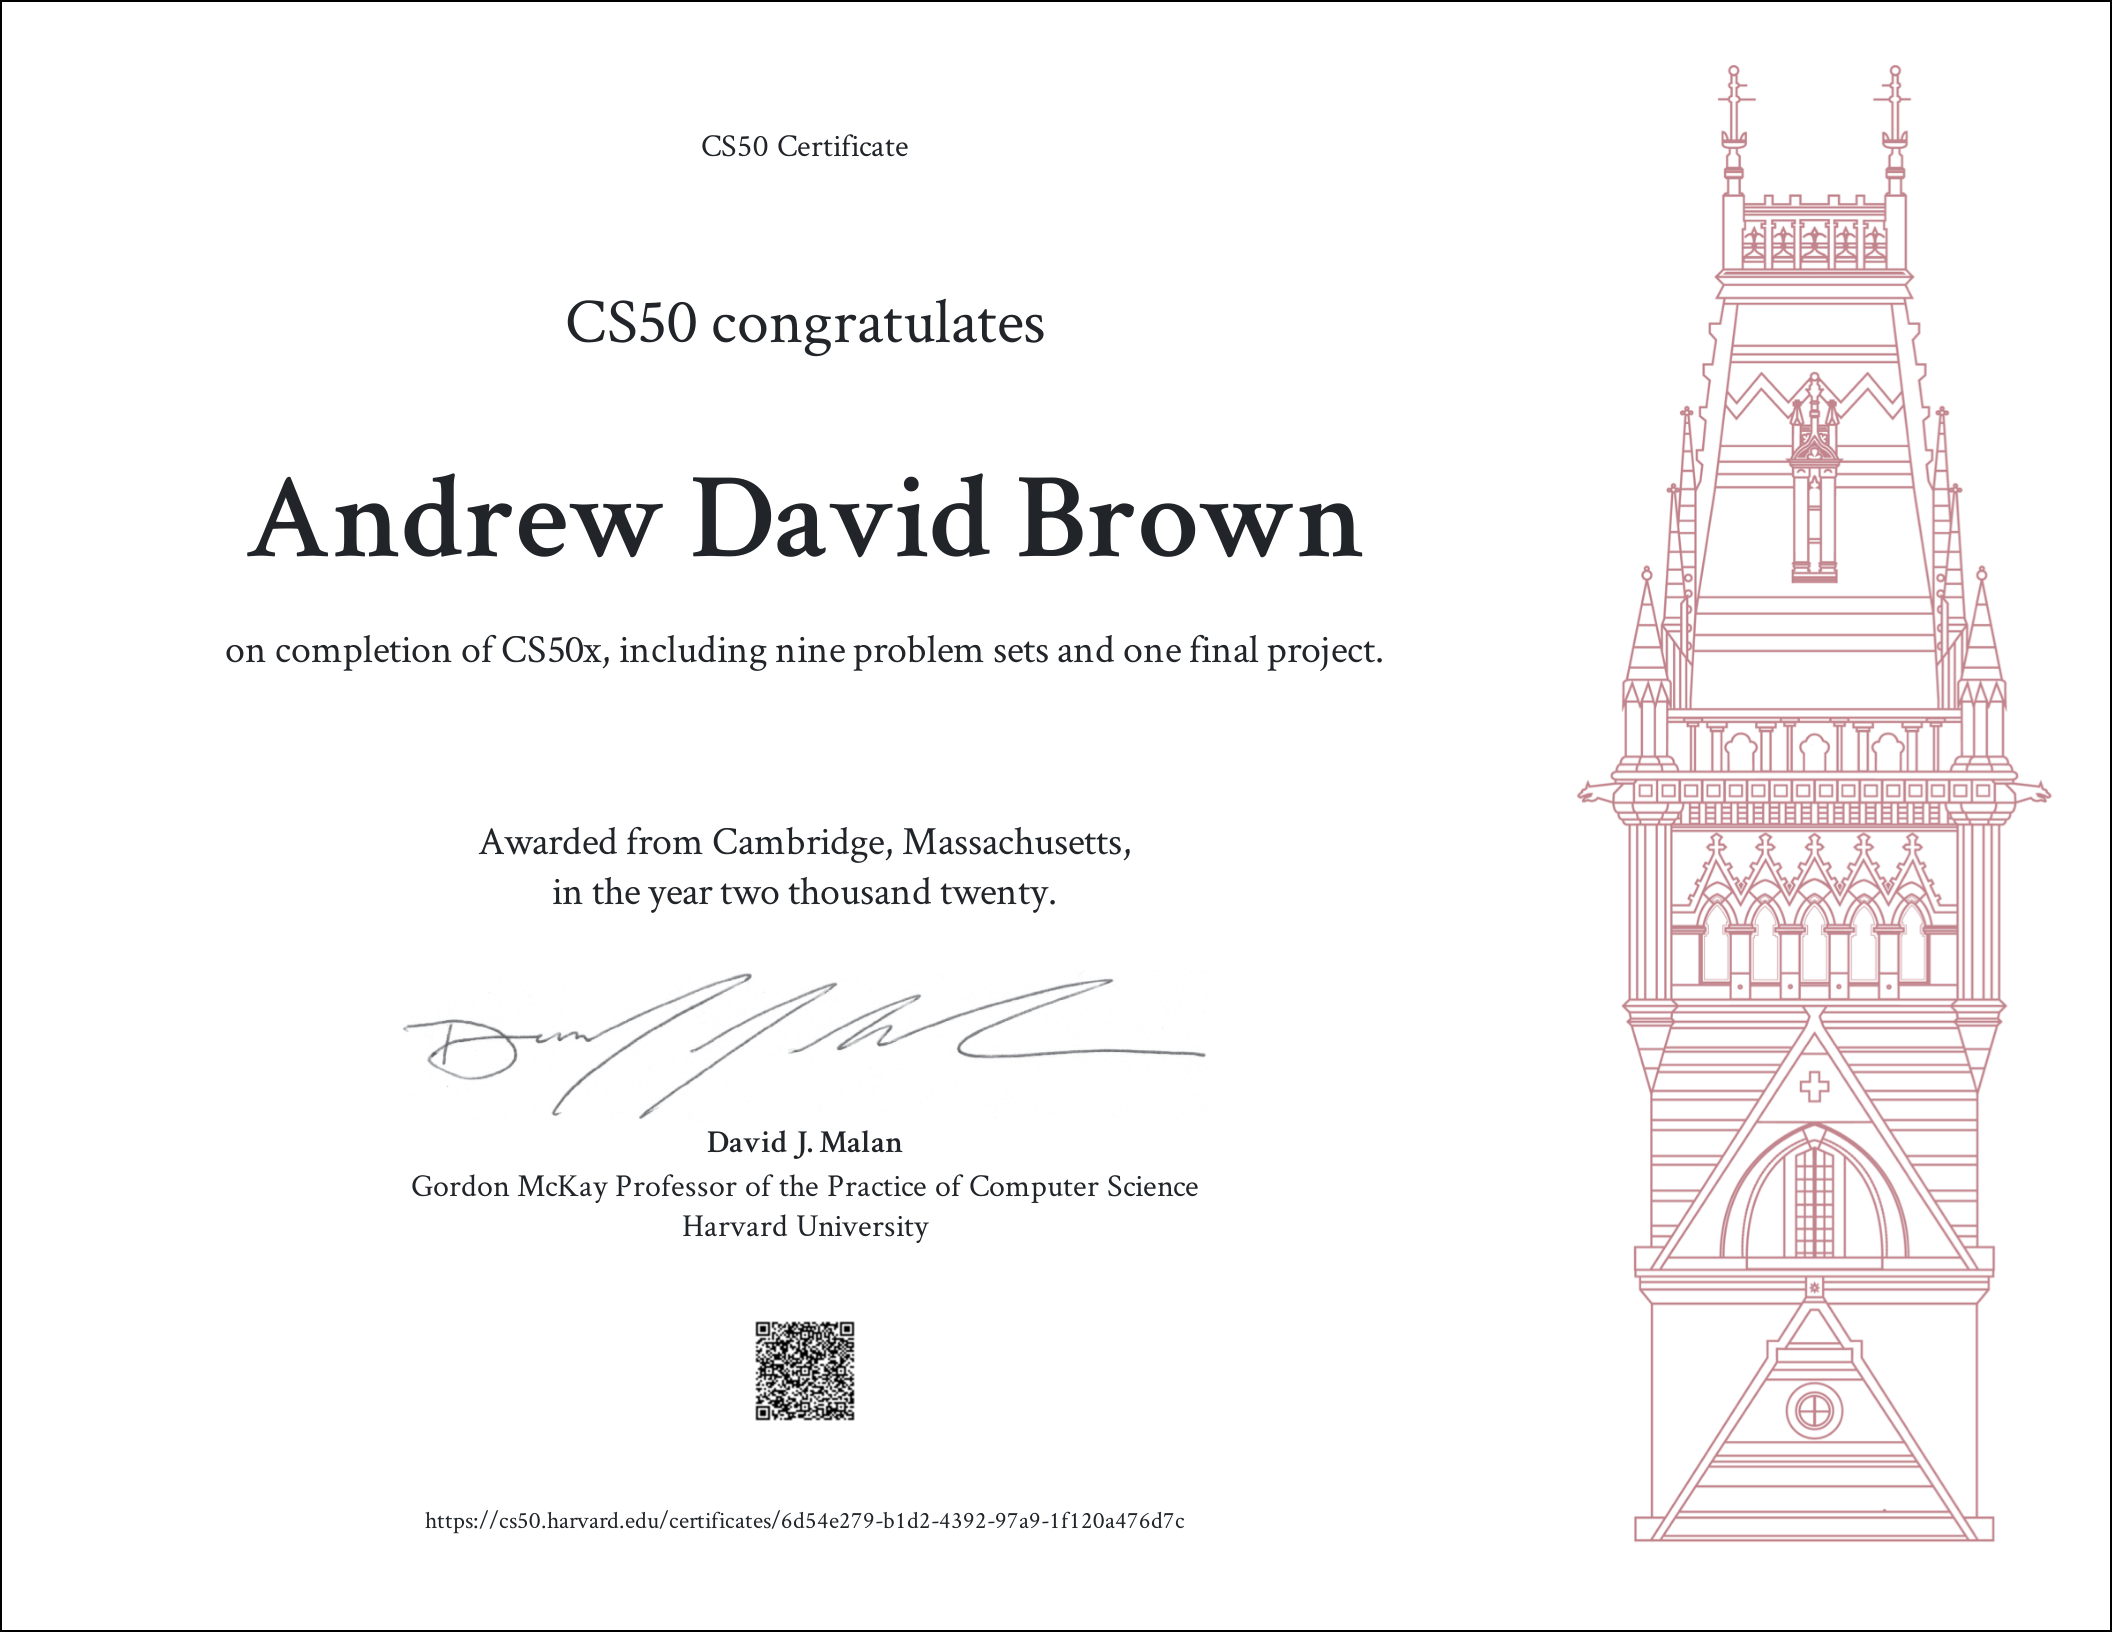 CS50 Certificate
CS50 congratulates
Andrew David Brown
on completion of CS50x, including nine problem sets and one final project.
Awarded from Cambridge, Massachusetts,
in the year two thousand twenty.
David J. Malan
Gordon McKay Professor of the Practice of Computer Science
Harvard University
https://cs50.harvard.edu/certificates/6d54e279-b1d2-4392-97a9-1f120a476d7c